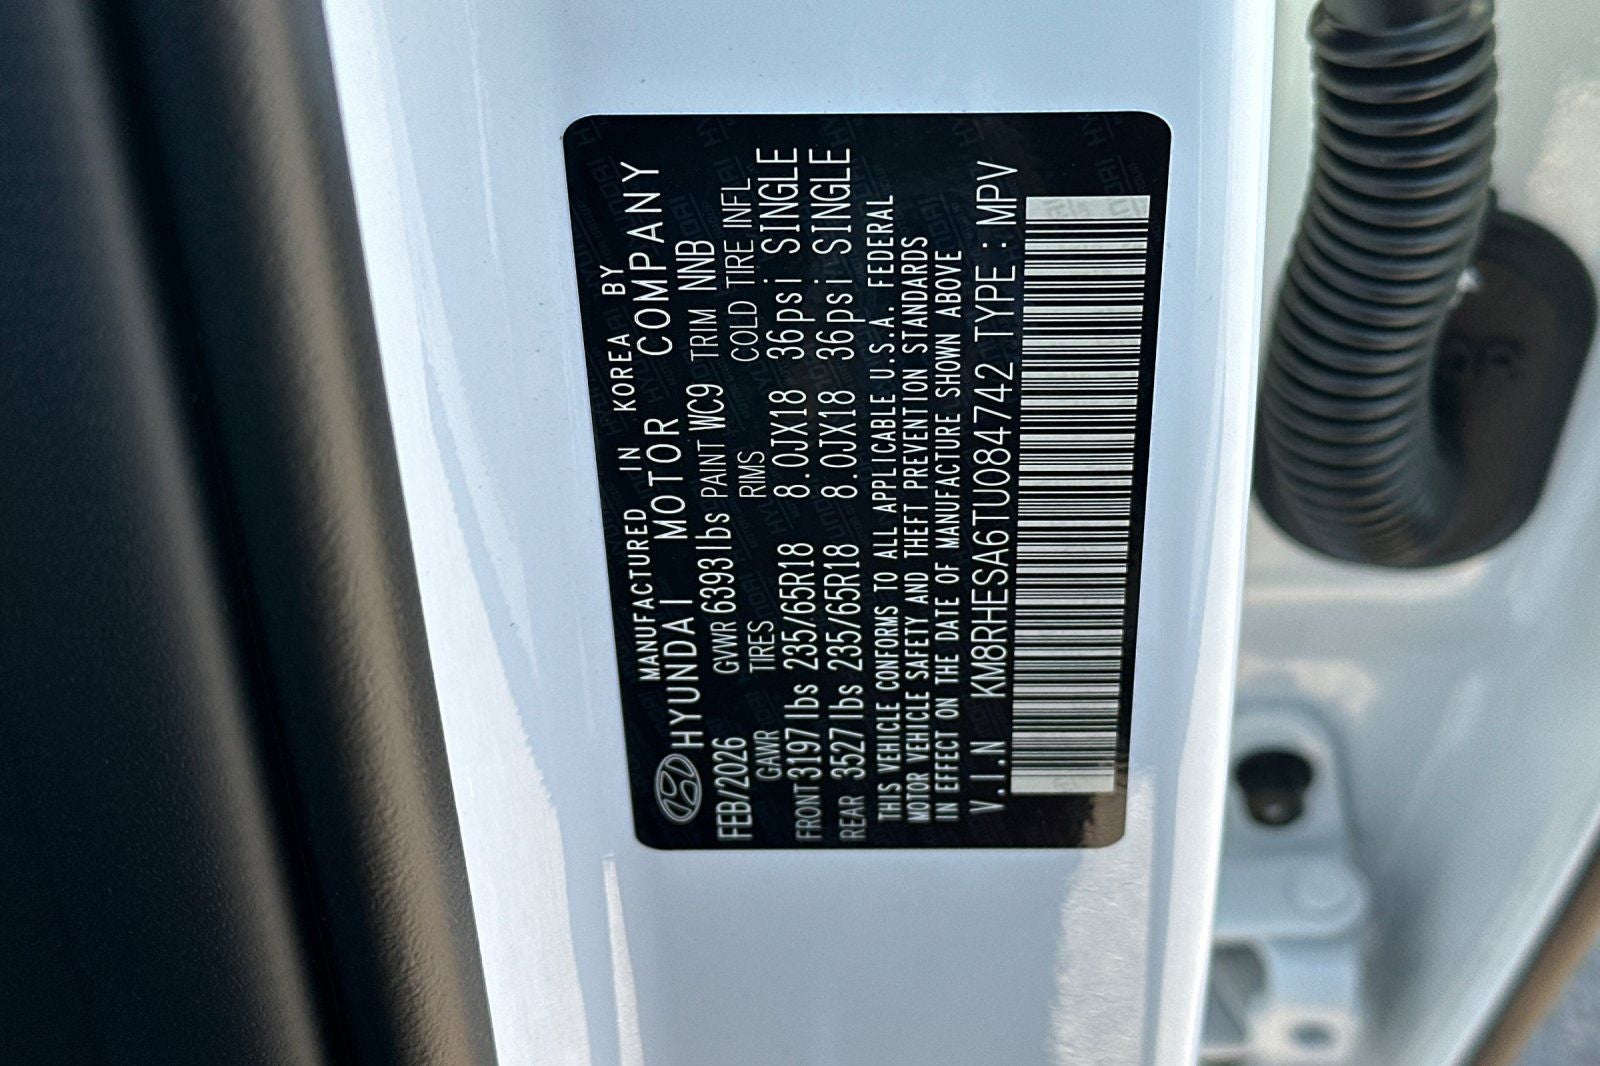 MANUFACTURED IN KOREA BY
HYUNDAI MOTOR COMPANY
FEB/2026 GVWR 6393lbs PAINT WC9 TRIM NNB
GAWR TIRES RIMS COLD TIRE INFL
FRONT 3197lbs 235/65R18 8.0JX18 36psi SINGLE
REAR 3527lbs 235/65R18 8.0JX18 36psi SINGLE
THIS VEHICLE CONFORMS TO ALL APPLICABLE U.S.A. FEDERAL
MOTOR VEHICLE SAFETY AND THEFT PREVENTION STANDARDS
IN EFFECT ON THE DATE OF MANUFACTURE SHOWN ABOVE
V.I.N KM8RHESA6TU084742 TYPE : MPV